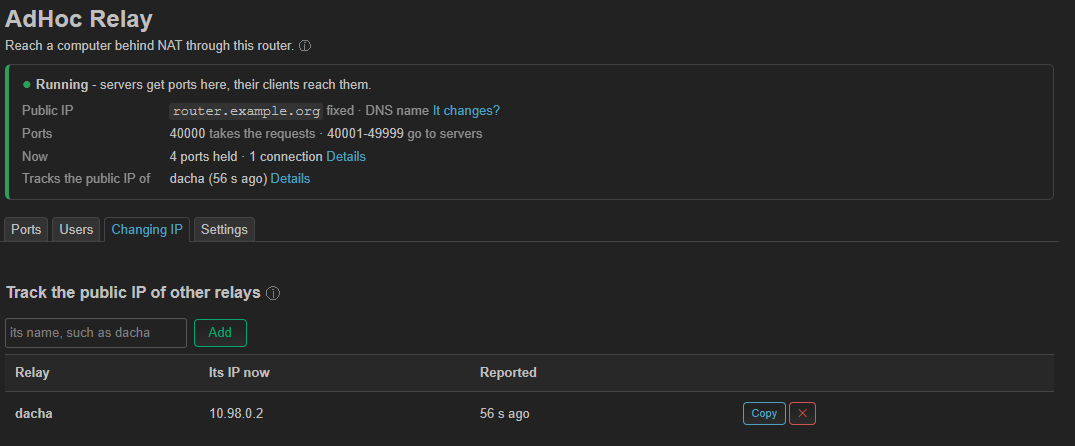 AdHoc Relay
Reach a computer behind NAT through this router. ⓘ
● Running - servers get ports here, their clients reach them.
Public IP router.example.org fixed · DNS name It changes?
Ports 40000 takes the requests · 40001-49999 go to servers
Now 4 ports held · 1 connection Details
Tracks the public IP of dacha (56 s ago) Details
Ports Users Changing IP Settings
Track the public IP of other relays ⓘ
its name, such as dacha Add
Relay Its IP now Reported
dacha 10.98.0.2 56 s ago Copy ✕